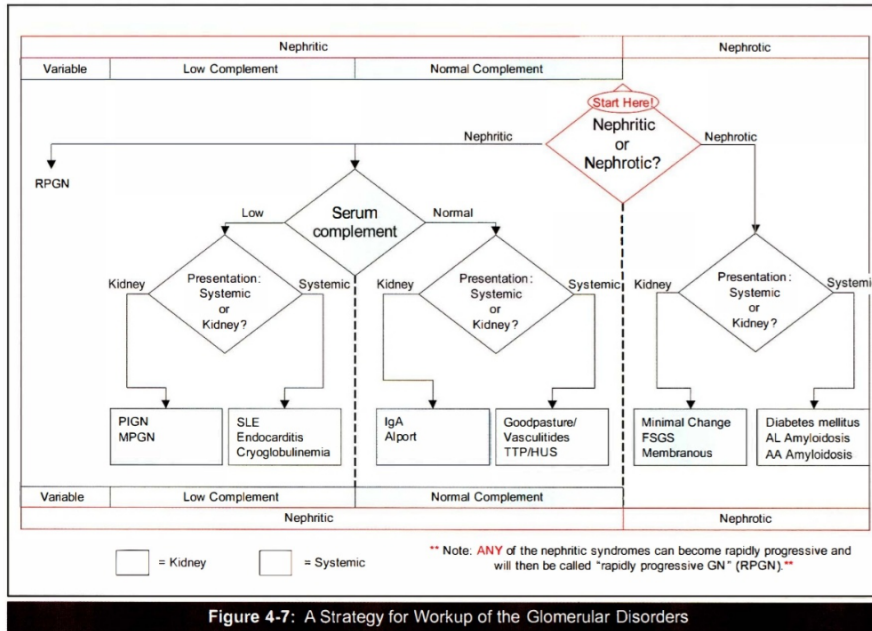 Nephritic Nephrotic
Variable Low Complement Normal Complement
Start Here!
Nephritic
or
Nephrotic?
Nephritic Nephrotic
RPGN
Serum
complement
Low Normal
Presentation:
Systemic
or
Kidney?
Kidney Systemic
Presentation:
Systemic
or
Kidney?
Kidney Systemic
Presentation:
Systemic
or
Kidney?
Kidney Systemic
PIGN
MPGN
SLE
Endocarditis
Cryoglobulinemia
IgA
Alport
Goodpasture/
Vasculitides
TTP/HUS
Minimal Change
FSGS
Membranous
Diabetes mellitus
AL Amyloidosis
AA Amyloidosis
Variable Low Complement Normal Complement
Nephritic Nephrotic
= Kidney = Systemic
** Note: ANY of the nephritic syndromes can become rapidly progressive and
will then be called "rapidly progressive GN" (RPGN).**
Figure 4-7: A Strategy for Workup of the Glomerular Disorders